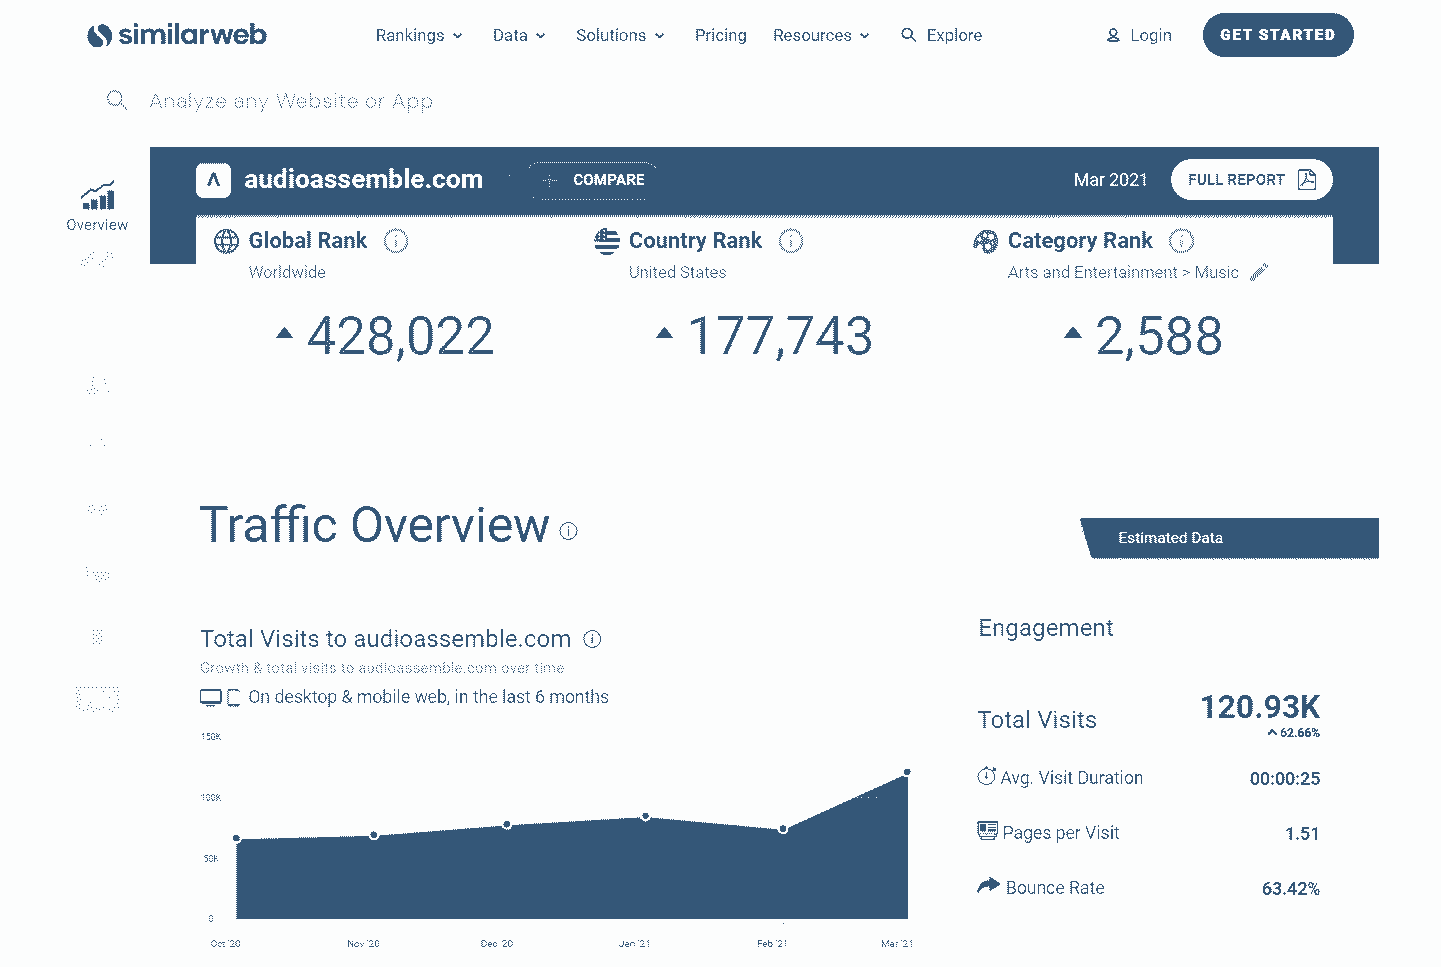 similarweb Rankings Data Solutions Pricing Resources Explore Login GET STARTED
Analyze any Website or App
audioassemble.com COMPARE Mar 2021 FULL REPORT
Overview
Global Rank Country Rank Category Rank
Worldwide United States Arts and Entertainment > Music
428,022 177,743 2,588
Traffic Overview
Estimated Data
Total Visits to audioassemble.com
Growth & total visits to audioassemble.com over time
On desktop & mobile web, in the last 6 months
150K
100K
50K
0
Oct '20 Nov '20 Dec '20 Jan '21 Feb '21 Mar '21
Engagement
Total Visits 120.93K
62.66%
Avg. Visit Duration 00:00:25
Pages per Visit 1.51
Bounce Rate 63.42%